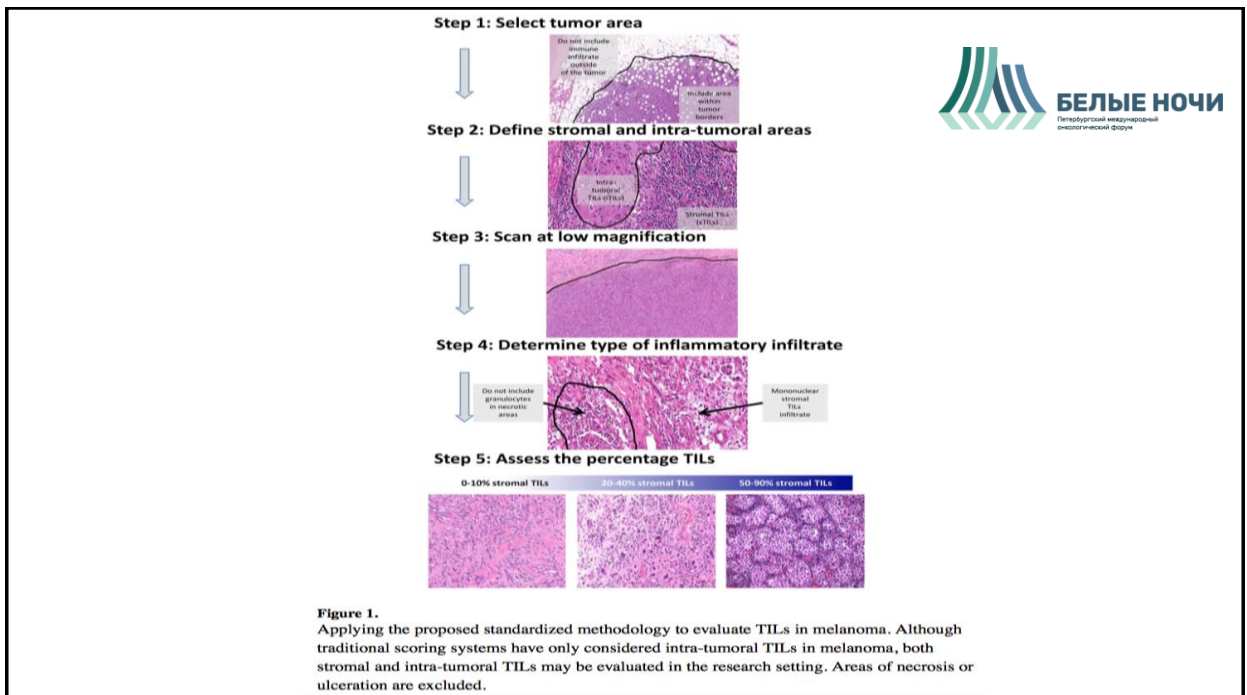 Step 1: Select tumor area
Do not include
immune
infiltrate
outside
of the tumor
Include area
within
tumor
borders
БЕЛЫЕ НОЧИ
Петербургский международный
онкологический форум
Step 2: Define stromal and intra-tumoral areas
Intra-
tumoral
TILs (iTILs)
Stromal TILs
(sTILs)
Step 3: Scan at low magnification
Step 4: Determine type of inflammatory infiltrate
Do not include
granulocytes
in necrotic
areas
Mononuclear
stromal
TILs
infiltrate
Step 5: Assess the percentage TILs
0-10% stromal TILs
20-40% stromal TILs
50-90% stromal TILs
Figure 1.
Applying the proposed standardized methodology to evaluate TILs in melanoma. Although
traditional scoring systems have only considered intra-tumoral TILs in melanoma, both
stromal and intra-tumoral TILs may be evaluated in the research setting. Areas of necrosis or
ulceration are excluded.